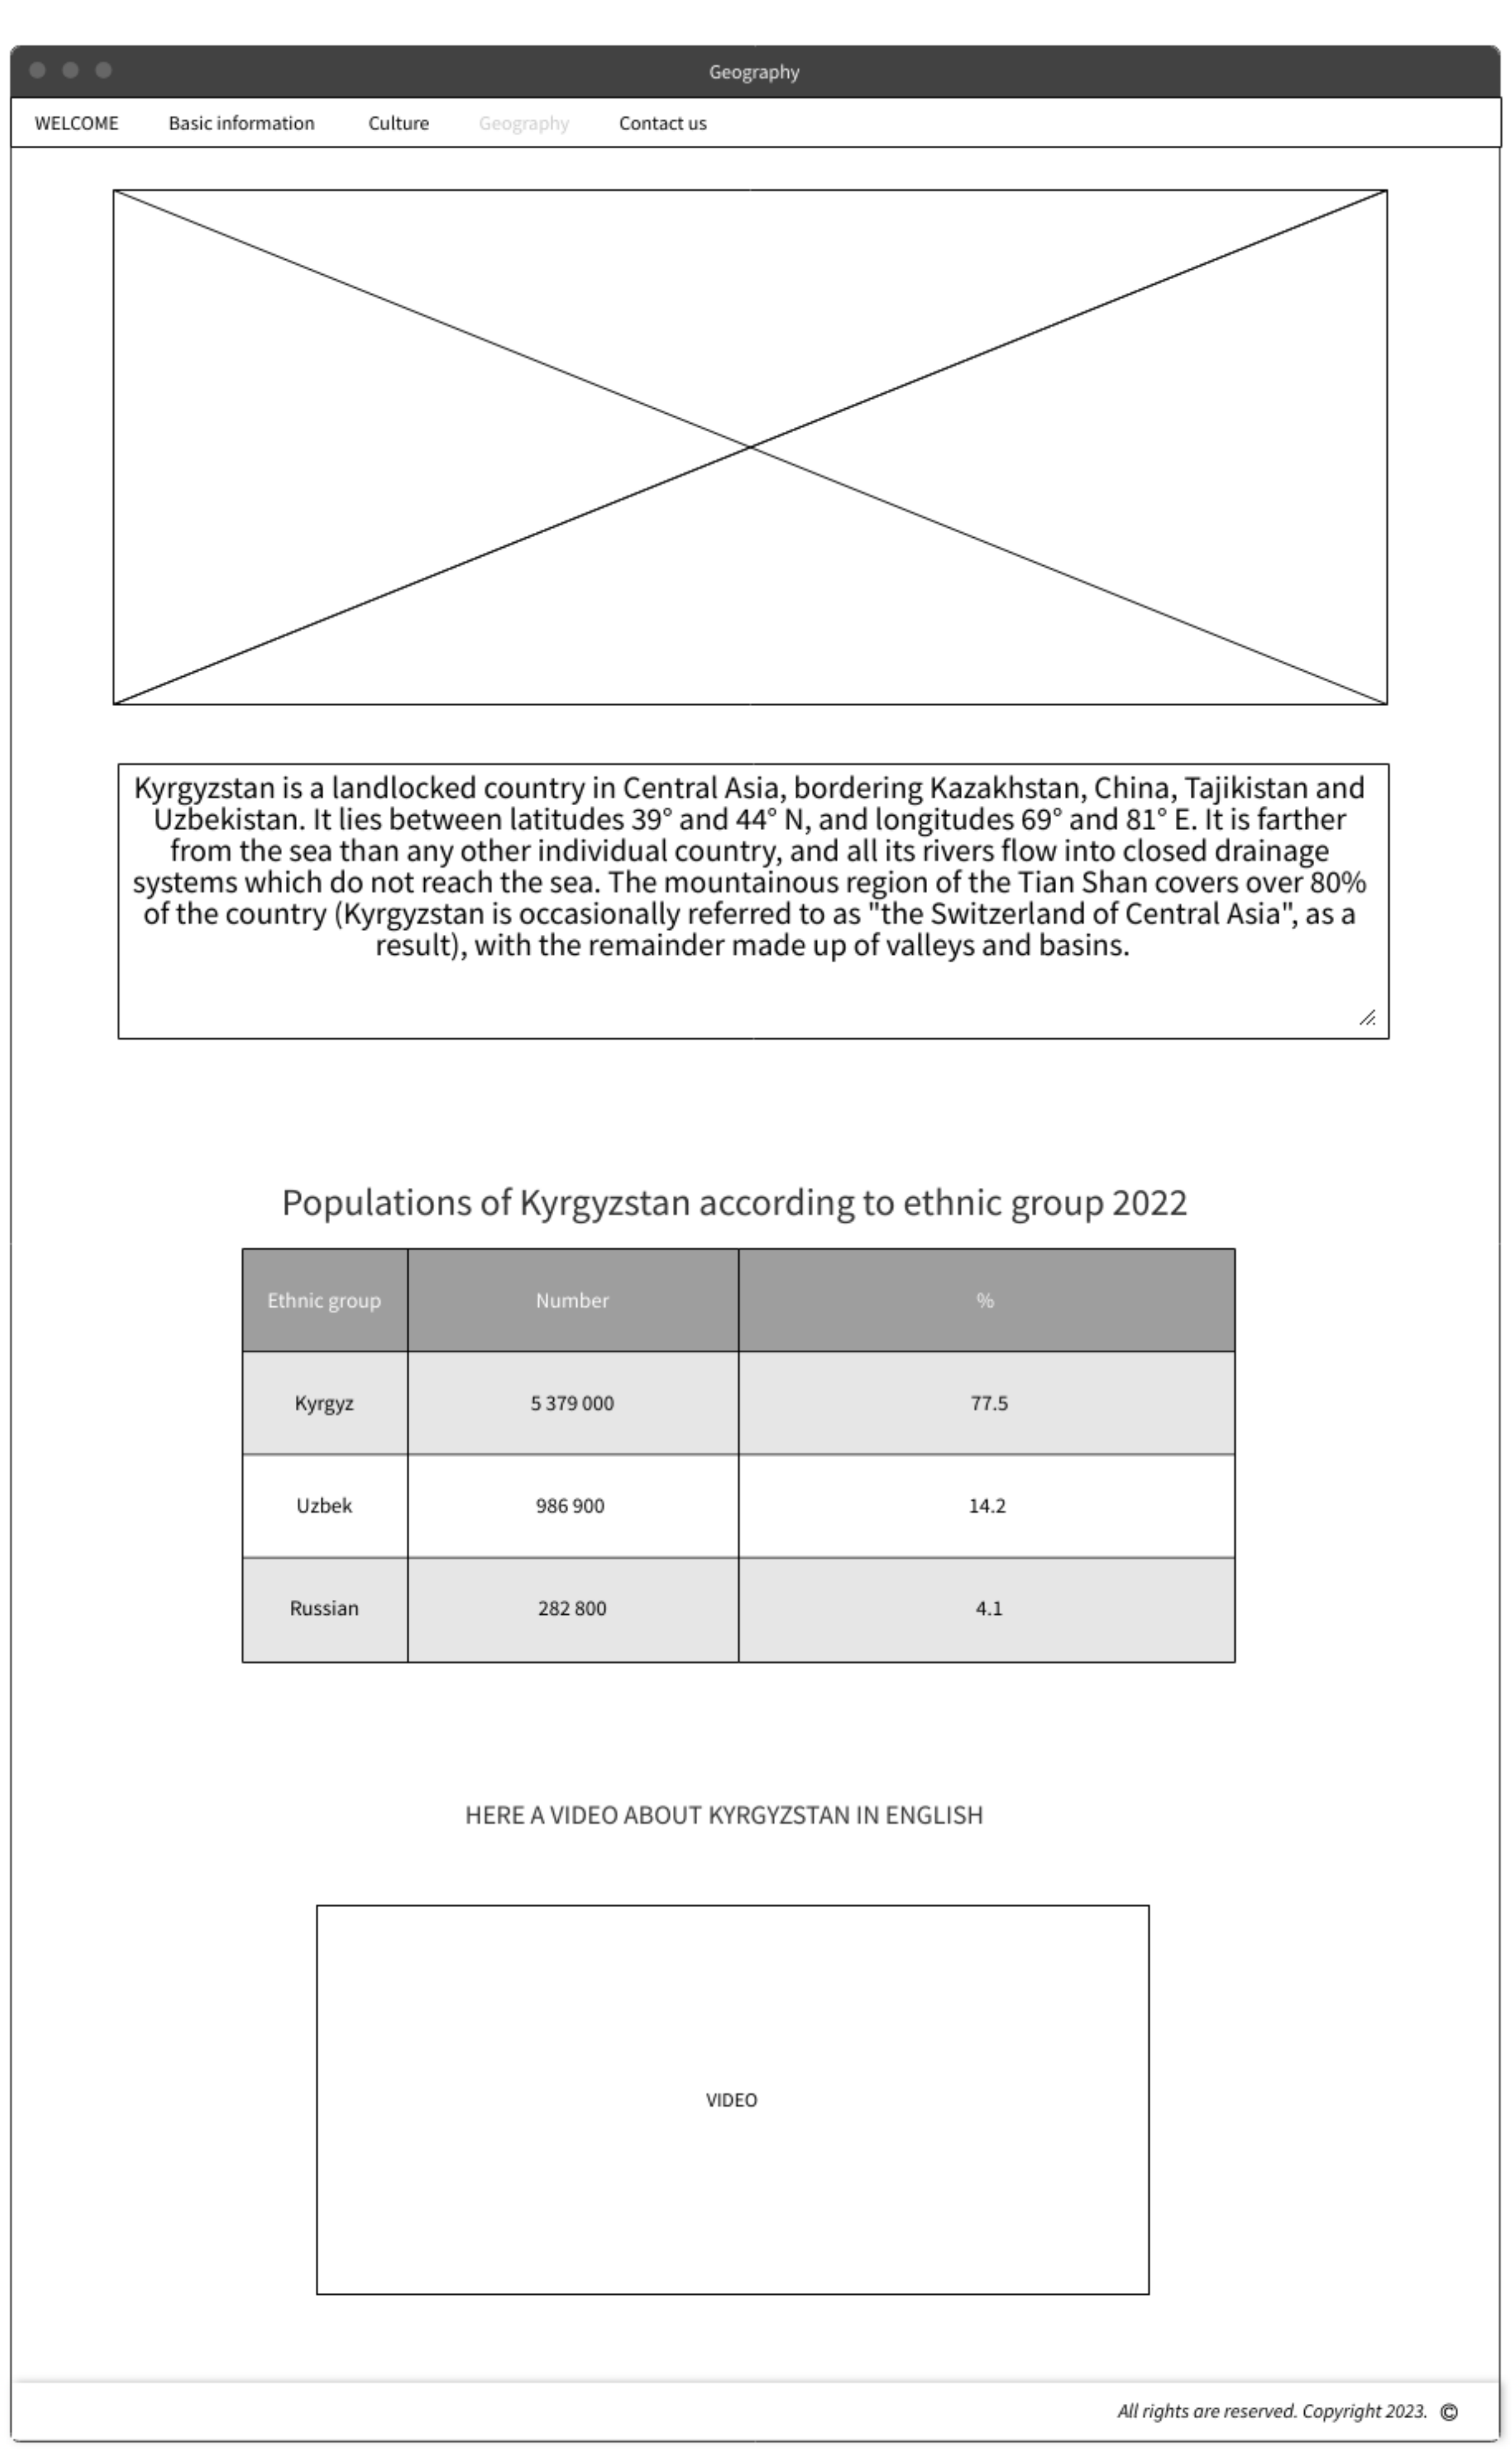 Geography
WELCOME Basic information Culture Geography Contact us
Kyrgyzstan is a landlocked country in Central Asia, bordering Kazakhstan, China, Tajikistan and
Uzbekistan. It lies between latitudes 39° and 44° N, and longitudes 69° and 81° E. It is farther
from the sea than any other individual country, and all its rivers flow into closed drainage
systems which do not reach the sea. The mountainous region of the Tian Shan covers over 80%
of the country (Kyrgyzstan is occasionally referred to as "the Switzerland of Central Asia", as a
result), with the remainder made up of valleys and basins.
Populations of Kyrgyzstan according to ethnic group 2022
Ethnic group Number %
Kyrgyz 5 379 000 77.5
Uzbek 986 900 14.2
Russian 282 800 4.1
HERE A VIDEO ABOUT KYRGYZSTAN IN ENGLISH
VIDEO
All rights are reserved. Copyright 2023. ©